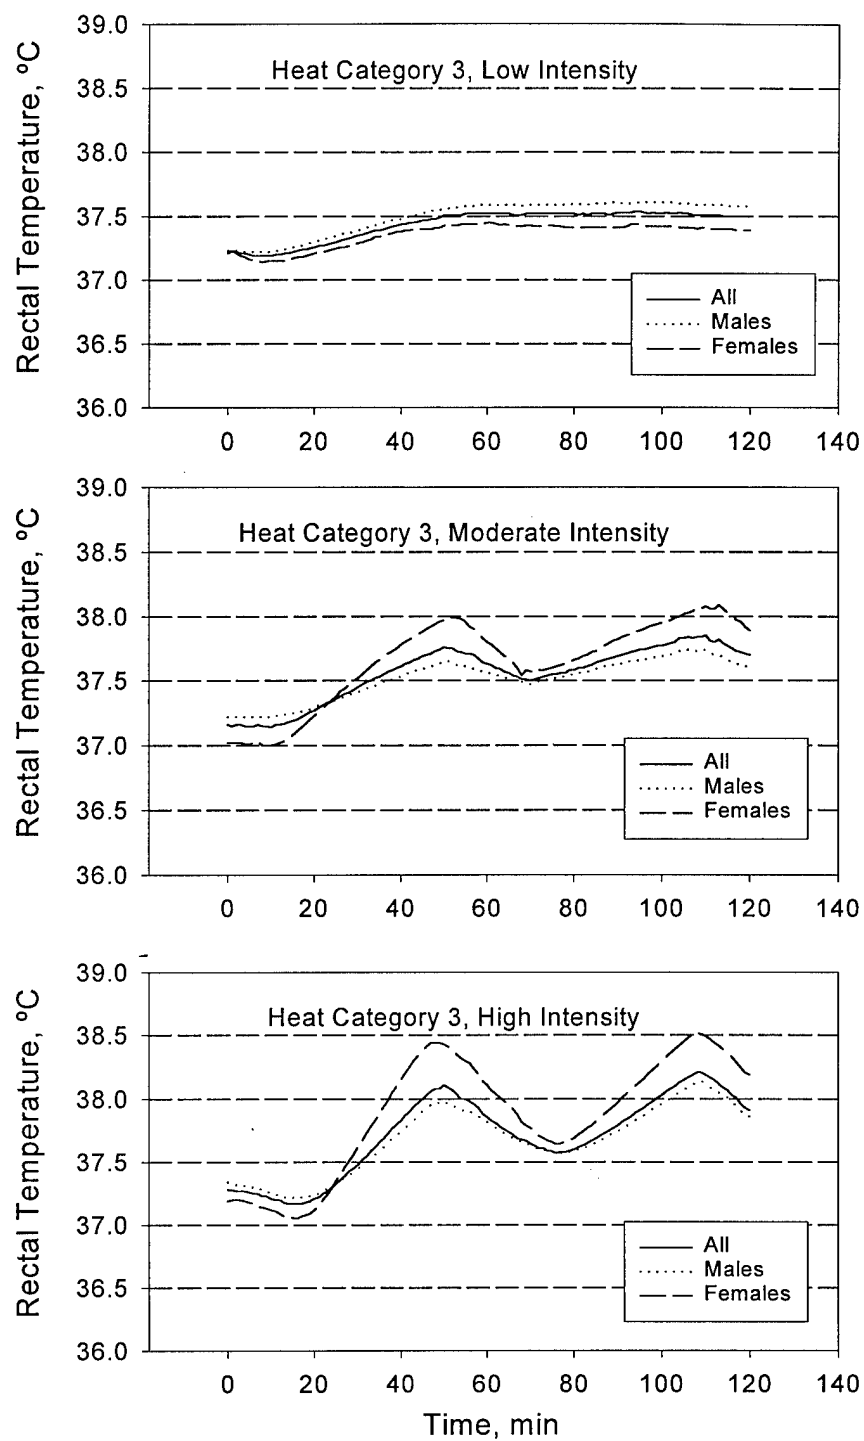 Heat Category 3, Low Intensity
Rectal Temperature, ºC
39.0
38.5
38.0
37.5
37.0
36.5
36.0
All
Males
Females
0 20 40 60 80 100 120 140
Heat Category 3, Moderate Intensity
Rectal Temperature, ºC
39.0
38.5
38.0
37.5
37.0
36.5
36.0
All
Males
Females
0 20 40 60 80 100 120 140
Heat Category 3, High Intensity
Rectal Temperature, ºC
39.0
38.5
38.0
37.5
37.0
36.5
36.0
All
Males
Females
0 20 40 60 80 100 120 140
Time, min